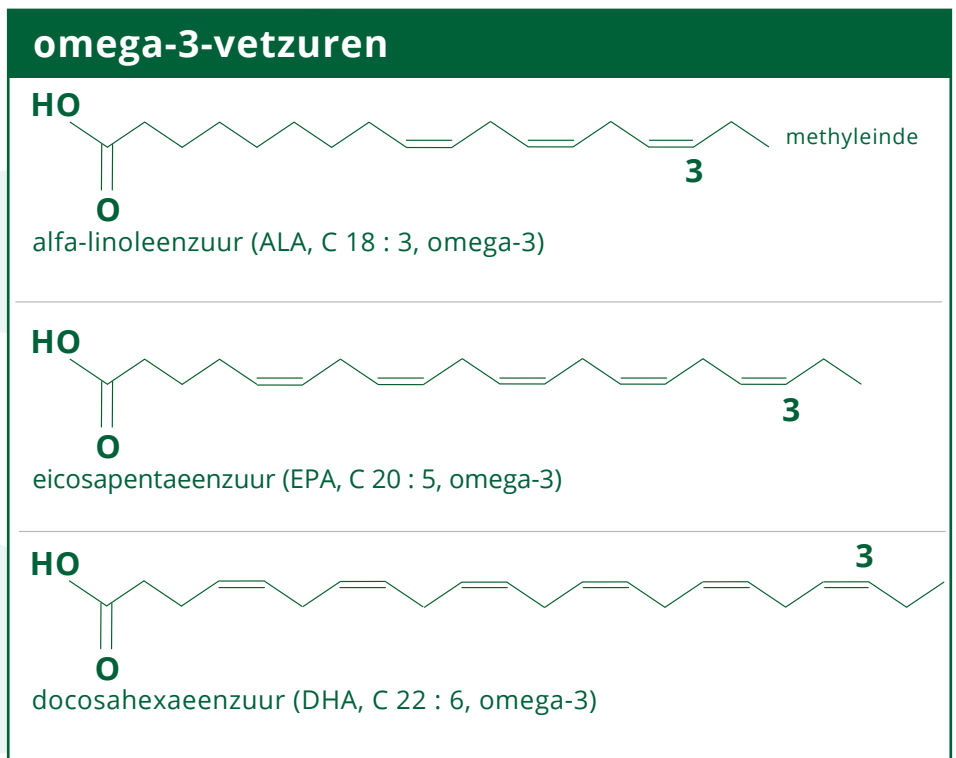 omega-3-vetzuren
HO
methyleinde
3
O
alfa-linoleenzuur (ALA, C 18 : 3, omega-3)
HO
3
O
eicosapentaeenzuur (EPA, C 20 : 5, omega-3)
3
HO
O
docosahexaeenzuur (DHA, C 22 : 6, omega-3)